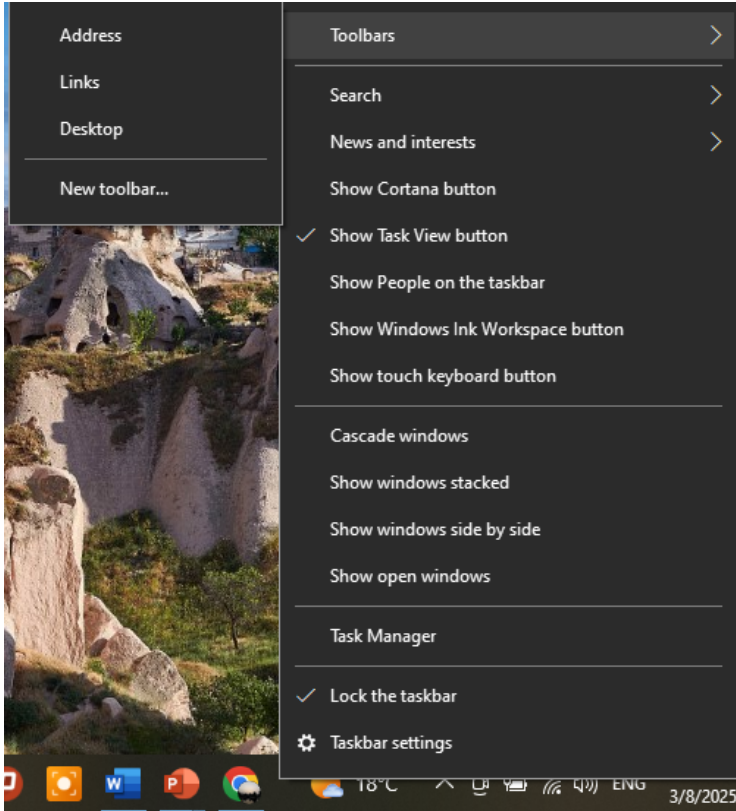 Address
Links
Desktop
New toolbar...
Toolbars
Search
News and interests
Show Cortana button
Show Task View button
Show People on the taskbar
Show Windows Ink Workspace button
Show touch keyboard button
Cascade windows
Show windows stacked
Show windows side by side
Show open windows
Task Manager
Lock the taskbar
Taskbar settings
W
P
18°C
ENG
3/8/2025